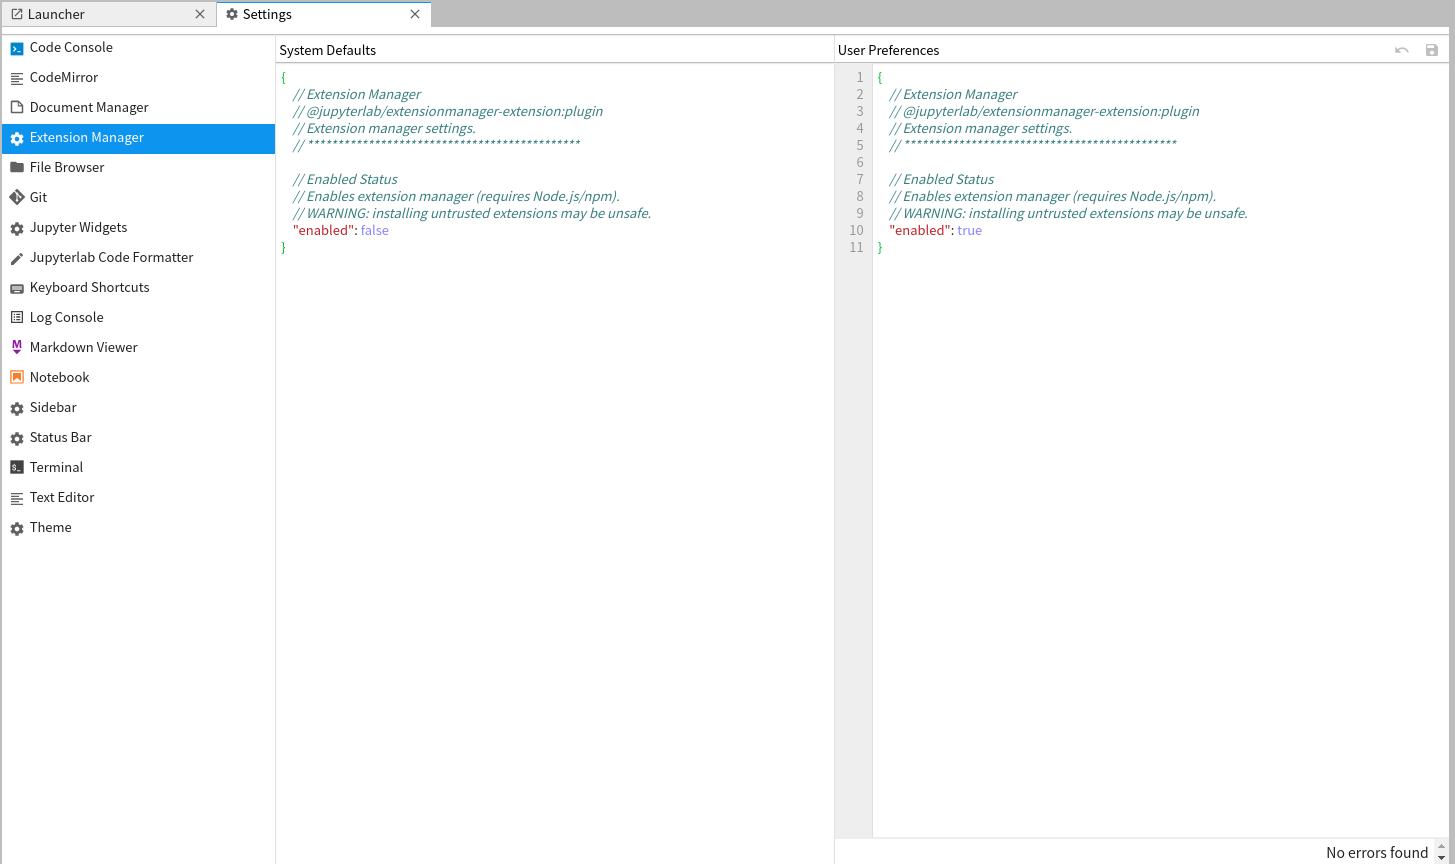 Launcher
Settings
Code Console
CodeMirror
Document Manager
Extension Manager
File Browser
Git
Jupyter Widgets
Jupyterlab Code Formatter
Keyboard Shortcuts
Log Console
Markdown Viewer
Notebook
Sidebar
Status Bar
Terminal
Text Editor
Theme
System Defaults
{
// Extension Manager
// @jupyterlab/extensionmanager-extension:plugin
// Extension manager settings.
// *********************************************
// Enabled Status
// Enables extension manager (requires Node.js/npm).
// WARNING: installing untrusted extensions may be unsafe.
"enabled": false
}
User Preferences
1 {
2 // Extension Manager
3 // @jupyterlab/extensionmanager-extension:plugin
4 // Extension manager settings.
5 // *********************************************
6
7 // Enabled Status
8 // Enables extension manager (requires Node.js/npm).
9 // WARNING: installing untrusted extensions may be unsafe.
10 "enabled": true
11 }
No errors found